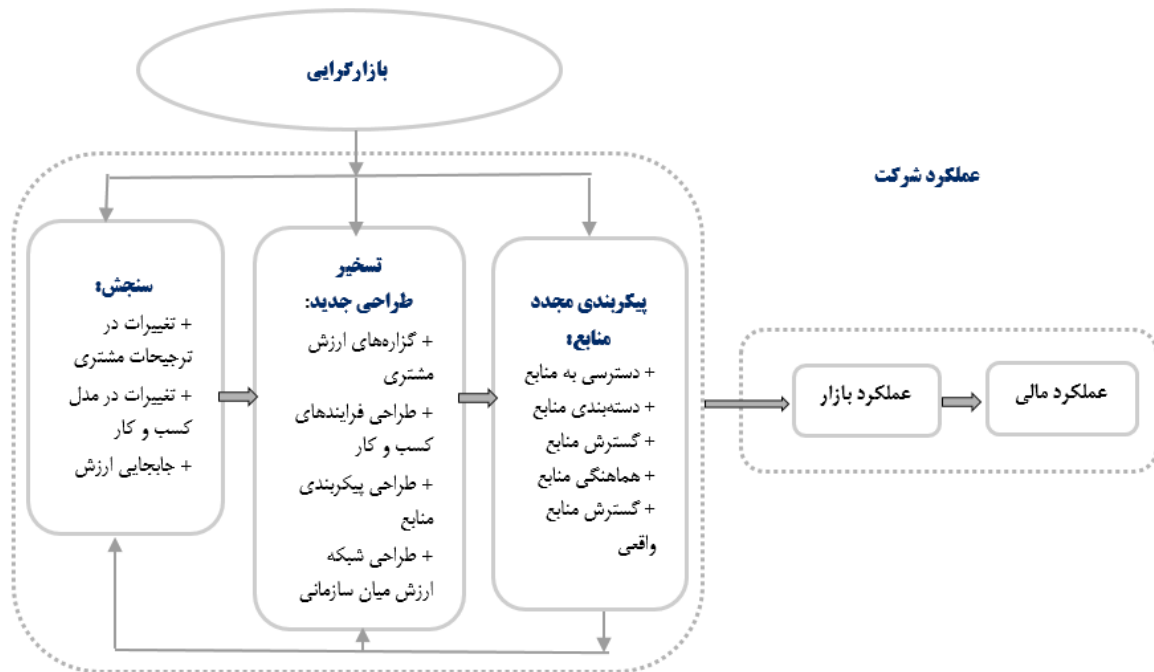 بازارگرایی
عملکرد شرکت
سنجش:
+ تغییرات در
ترجیحات مشتری
+ تغییرات در مدل
کسب و کار
+ جابجایی ارزش
تسخیر
طراحی جدید:
+ گزاره‌های ارزش
مشتری
+ طراحی فرایندهای
کسب و کار
+ طراحی پیکربندی
منابع
+ طراحی شبکه
ارزش میان سازمانی
پیکربندی مجدد
منابع:
+ دسترسی به منابع
+ دسته‌بندی منابع
+ گسترش منابع
+ هماهنگی منابع
+ گسترش منابع
واقعی
عملکرد بازار
عملکرد مالی